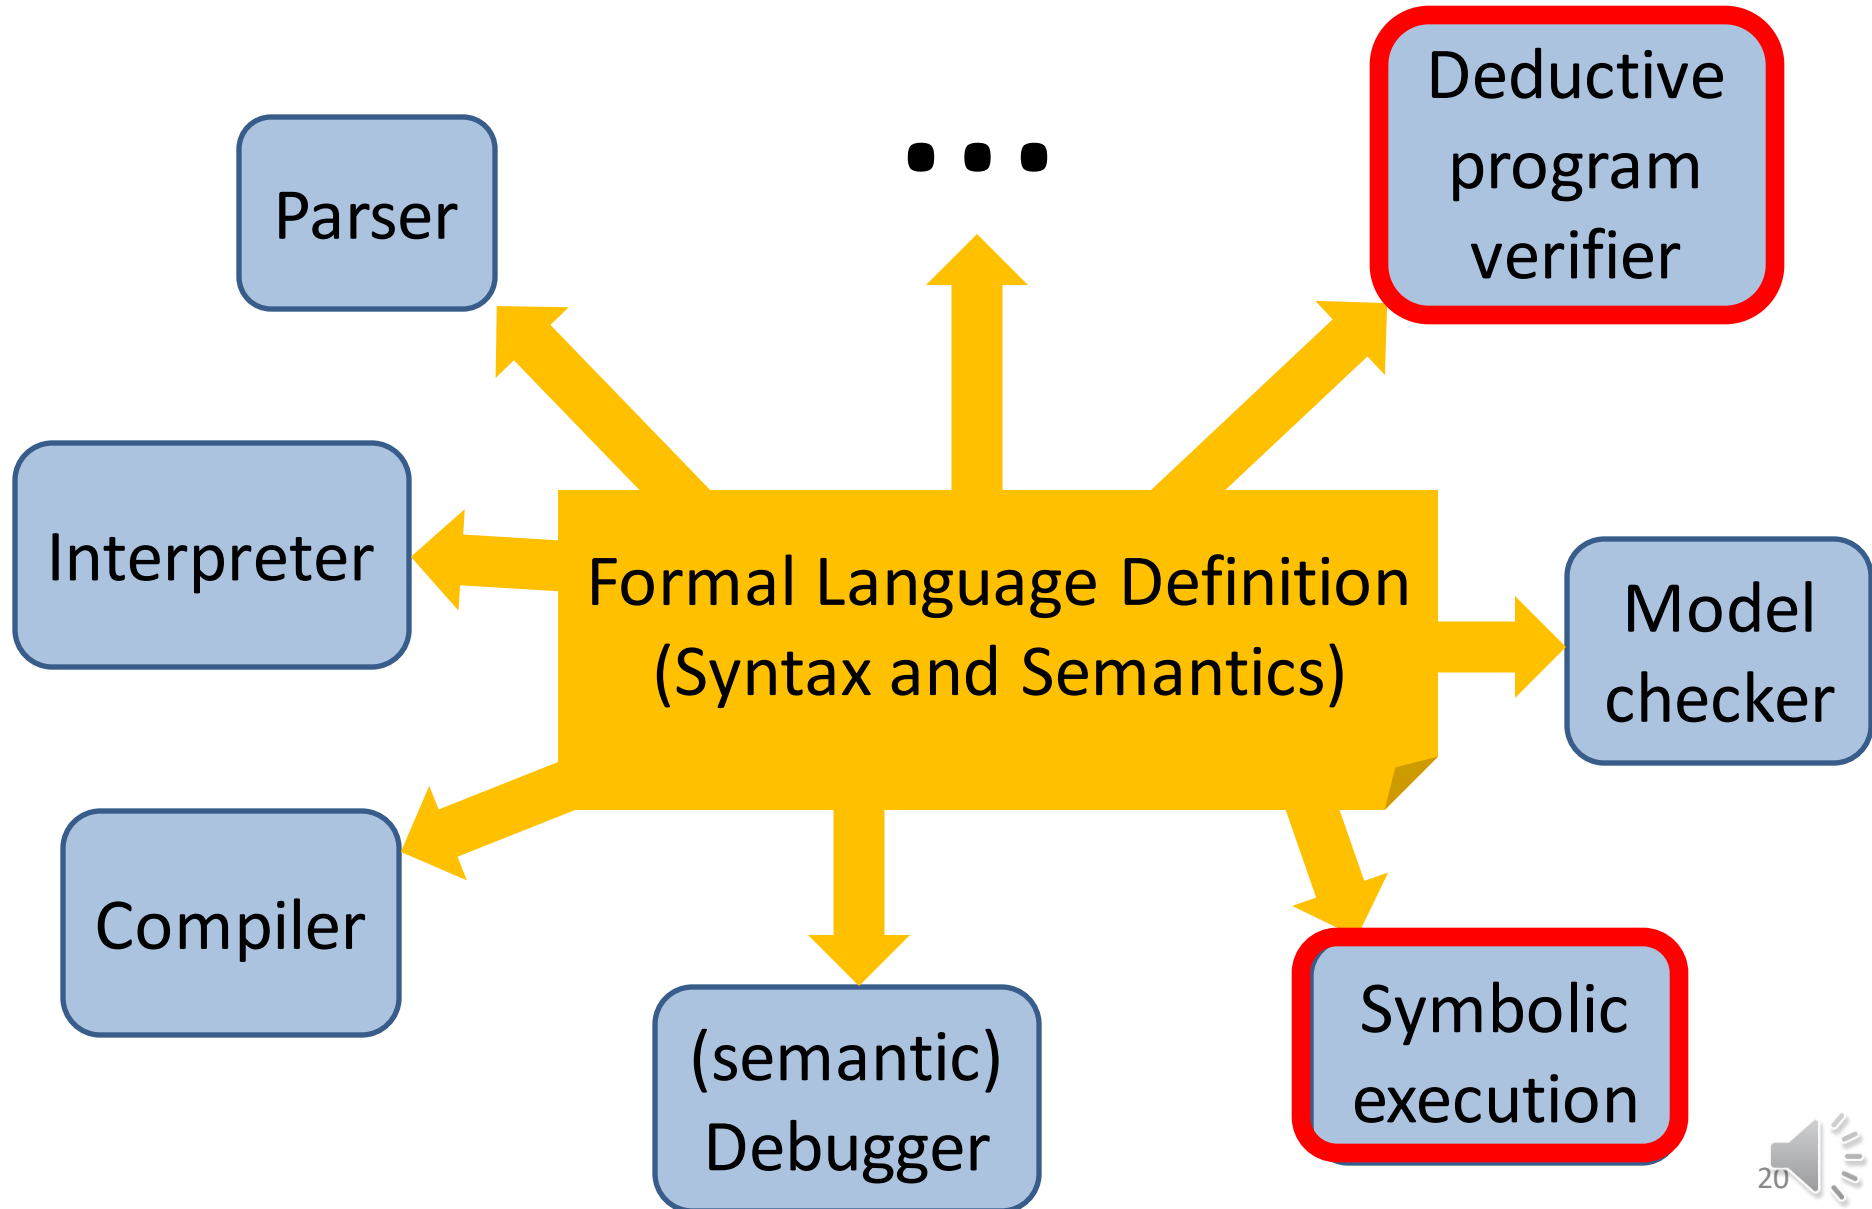 Deductive
program
verifier
...
Parser
Interpreter
Formal Language Definition
(Syntax and Semantics)
Model
checker
Compiler
(semantic)
Debugger
Symbolic
execution
20